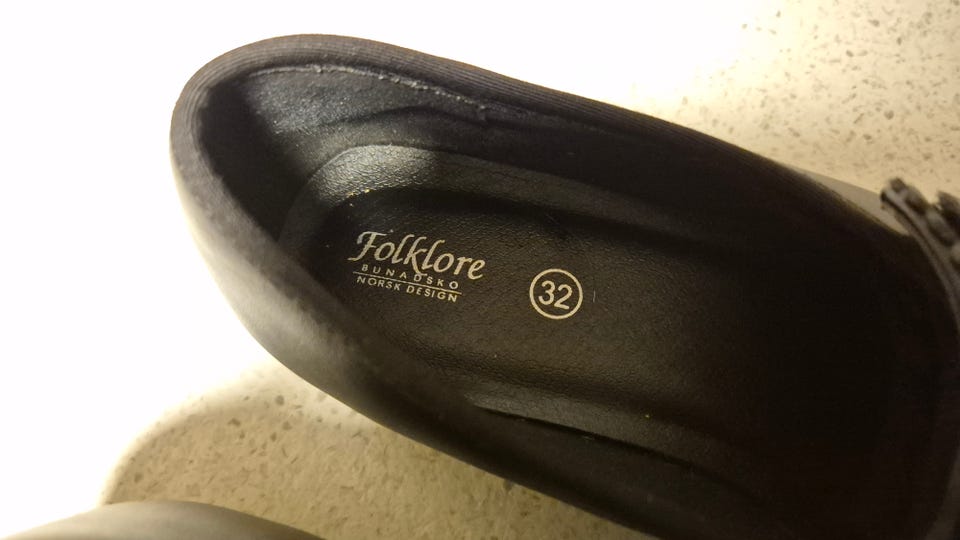 Folklore
BUNADSKO
NORSK DESIGN
32